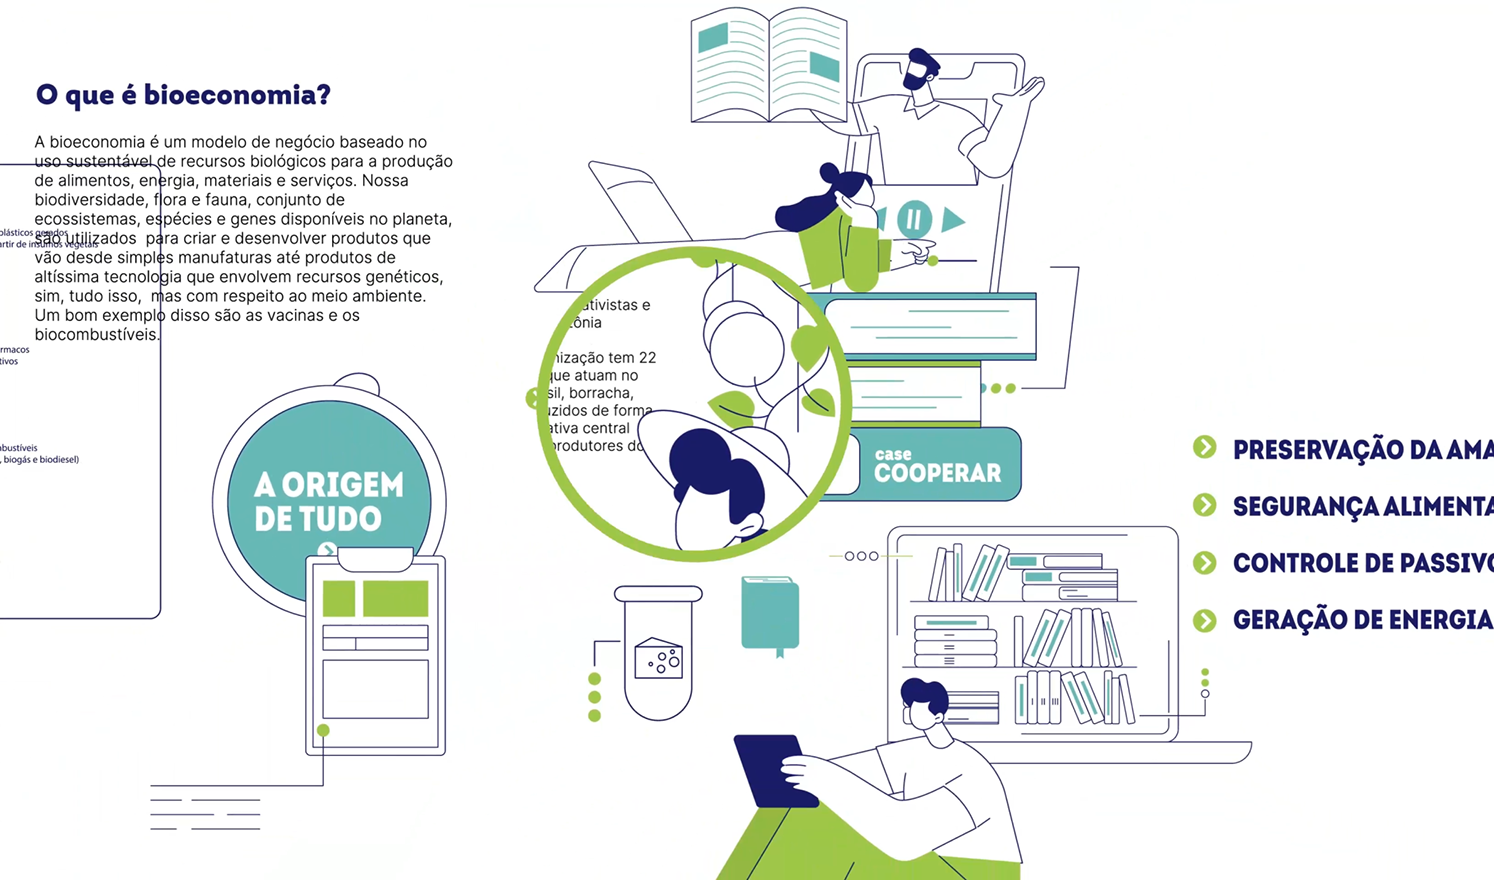 O que é bioeconomia?
A bioeconomia é um modelo de negócio baseado no
uso sustentável de recursos biológicos para a produção
de alimentos, energia, materiais e serviços. Nossa
biodiversidade, flora e fauna, conjunto de
ecossistemas, espécies e genes disponíveis no planeta,
são utilizados para criar e desenvolver produtos que
vão desde simples manufaturas até produtos de
altíssima tecnologia que envolvem recursos genéticos,
sim, tudo isso, mas com respeito ao meio ambiente.
Um bom exemplo disso são as vacinas e os
biocombustíveis.
plásticos gerados
artir de insumos vegetais
rmacos
tivos
nbustíveis
, biogás e biodiesel)
A ORIGEM
DE TUDO
ativistas e
zônia
nização tem 22
que atuam no
sil, borracha,
uzidos de forma
ativa central
produtores do
case
COOPERAR
PRESERVAÇÃO DA AMA
SEGURANÇA ALIMENTA
CONTROLE DE PASSIVO
GERAÇÃO DE ENERGIA